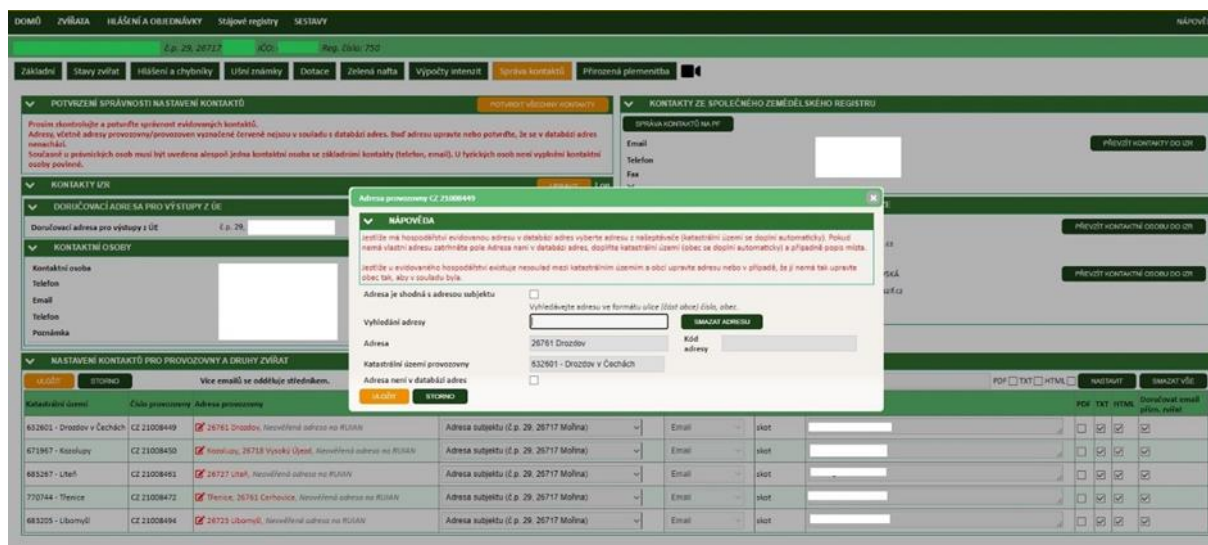 DOMŮ ZVÍŘATA HLÁŠENÍ A OBJEDNÁVKY Stájové registry SESTAVY
č.p. 29, 26717 IČO: Reg. číslo: 750
Základní Stavy zvířat Hlášení a chybníky Ušní známky Dotace Zelená nafta Výpočty intenzit Správa kontaktů Přirozená plemenitba
POTVRZENÍ SPRÁVNOSTI NASTAVENÍ KONTAKTŮ POTVRDIT VŠECHNY KONTAKTY
Prosím zkontrolujte a potvrďte správnost evidovaných kontaktů.
Adresy, včetně adresy provozovny/provozoven vyznačené červeně nejsou v souladu s databází adres. Buď adresu upravte nebo potvrďte, že se v databázi adres
nenachází.
Současně u právnických osob musí být uvedena alespoň jedna kontaktní osoba se základními kontakty (telefon, email). U fyzických osob není vyplnění kontaktní
osoby povinné.
KONTAKTY ZE SPOLEČNÉHO ZEMĚDĚLSKÉHO REGISTRU
SPRÁVA KONTAKTŮ NA PF
Email
PŘEVZÍT KONTAKTY DO IZR
Telefon
Fax
KONTAKTY IZR
DORUČOVACÍ ADRESA PRO VÝSTUPY Z ÚE
Doručovací adresa pro výstupy z ÚE č.p. 29,
KONTAKTNÍ OSOBY
Kontaktní osoba
Telefon
Email
Telefon
Poznámka
PŘEVZÍT KONTAKTNÍ OSOBU DO IZR
PŘEVZÍT KONTAKTNÍ OSOBU DO IZR
Adresa provozovny CZ 21008449
NÁPOVĚDA
Jestliže má hospodářství evidovanou adresu v databázi adres vyberte adresu z našeptávače (katastrální území se doplní automaticky). Pokud
nemá vlastní adresu zatrhněte pole Adresa není v databázi adres, doplňte katastrální území (obec se doplní automaticky) a případně popis místa.
Jestliže u evidovaného hospodářství existuje nesoulad mezi katastrálním územím a obcí upravte adresu nebo v případě, že jí nemá tak upravte
obec tak, aby v souladu byla.
Adresa je shodná s adresou subjektu
Vyhledávejte adresu ve formátu ulice (část obce) číslo, obec.
Vyhledání adresy SMAZAT ADRESU
Adresa 26761 Drozdov Kód adresy
Katastrální území provozovny 632601 - Drozdov v Čechách
Adresa není v databázi adres
ULOŽIT STORNO
NASTAVENÍ KONTAKTŮ PRO PROVOZOVNY A DRUHY ZVÍŘAT
ULOŽIT STORNO Více emailů se odděluje středníkem. PDF TXT HTML NASTAVIT SMAZAT VŠE
Katastrální území Číslo provozovny Adresa provozovny PDF TXT HTML Doručovat email přím. zvířat
632601 - Drozdov v Čechách CZ 21008449 26761 Drozdov, Neověřená adresa na RUIAN Adresa subjektu (č.p. 29, 26717 Mořina) Email skot
671967 - Kozolupy CZ 21008450 Kozolupy, 26718 Vysoký Újezd, Neověřená adresa na RUIAN Adresa subjektu (č.p. 29, 26717 Mořina) Email skot
685267 - Liteň CZ 21008461 26727 Liteň, Neověřená adresa na RUIAN Adresa subjektu (č.p. 29, 26717 Mořina) Email skot
770744 - Třenice CZ 21008472 Třenice, 26761 Cerhovice, Neověřená adresa na RUIAN Adresa subjektu (č.p. 29, 26717 Mořina) Email skot
683205 - Libomyšl CZ 21008494 26723 Libomyšl, Neověřená adresa na RUIAN Adresa subjektu (č.p. 29, 26717 Mořina) Email skot